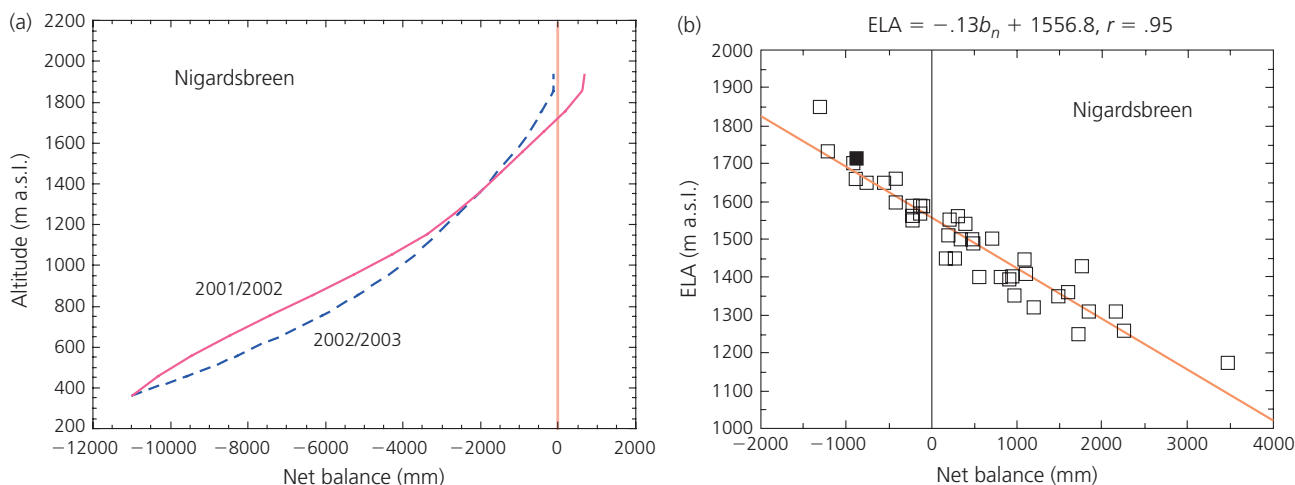 (a)
2200
2000
1800
1600
1400
1200
1000
800
600
400
200
Altitude (m a.s.l.)
Nigardsbreen
2001/2002
2002/2003
−12000 −10000 −8000 −6000 −4000 −2000 0 2000
Net balance (mm)
(b)
ELA = −.13bn + 1556.8, r = .95
2000
1900
1800
1700
1600
1500
1400
1300
1200
1100
1000
ELA (m a.s.l.)
Nigardsbreen
−2000 −1000 0 1000 2000 3000 4000
Net balance (mm)